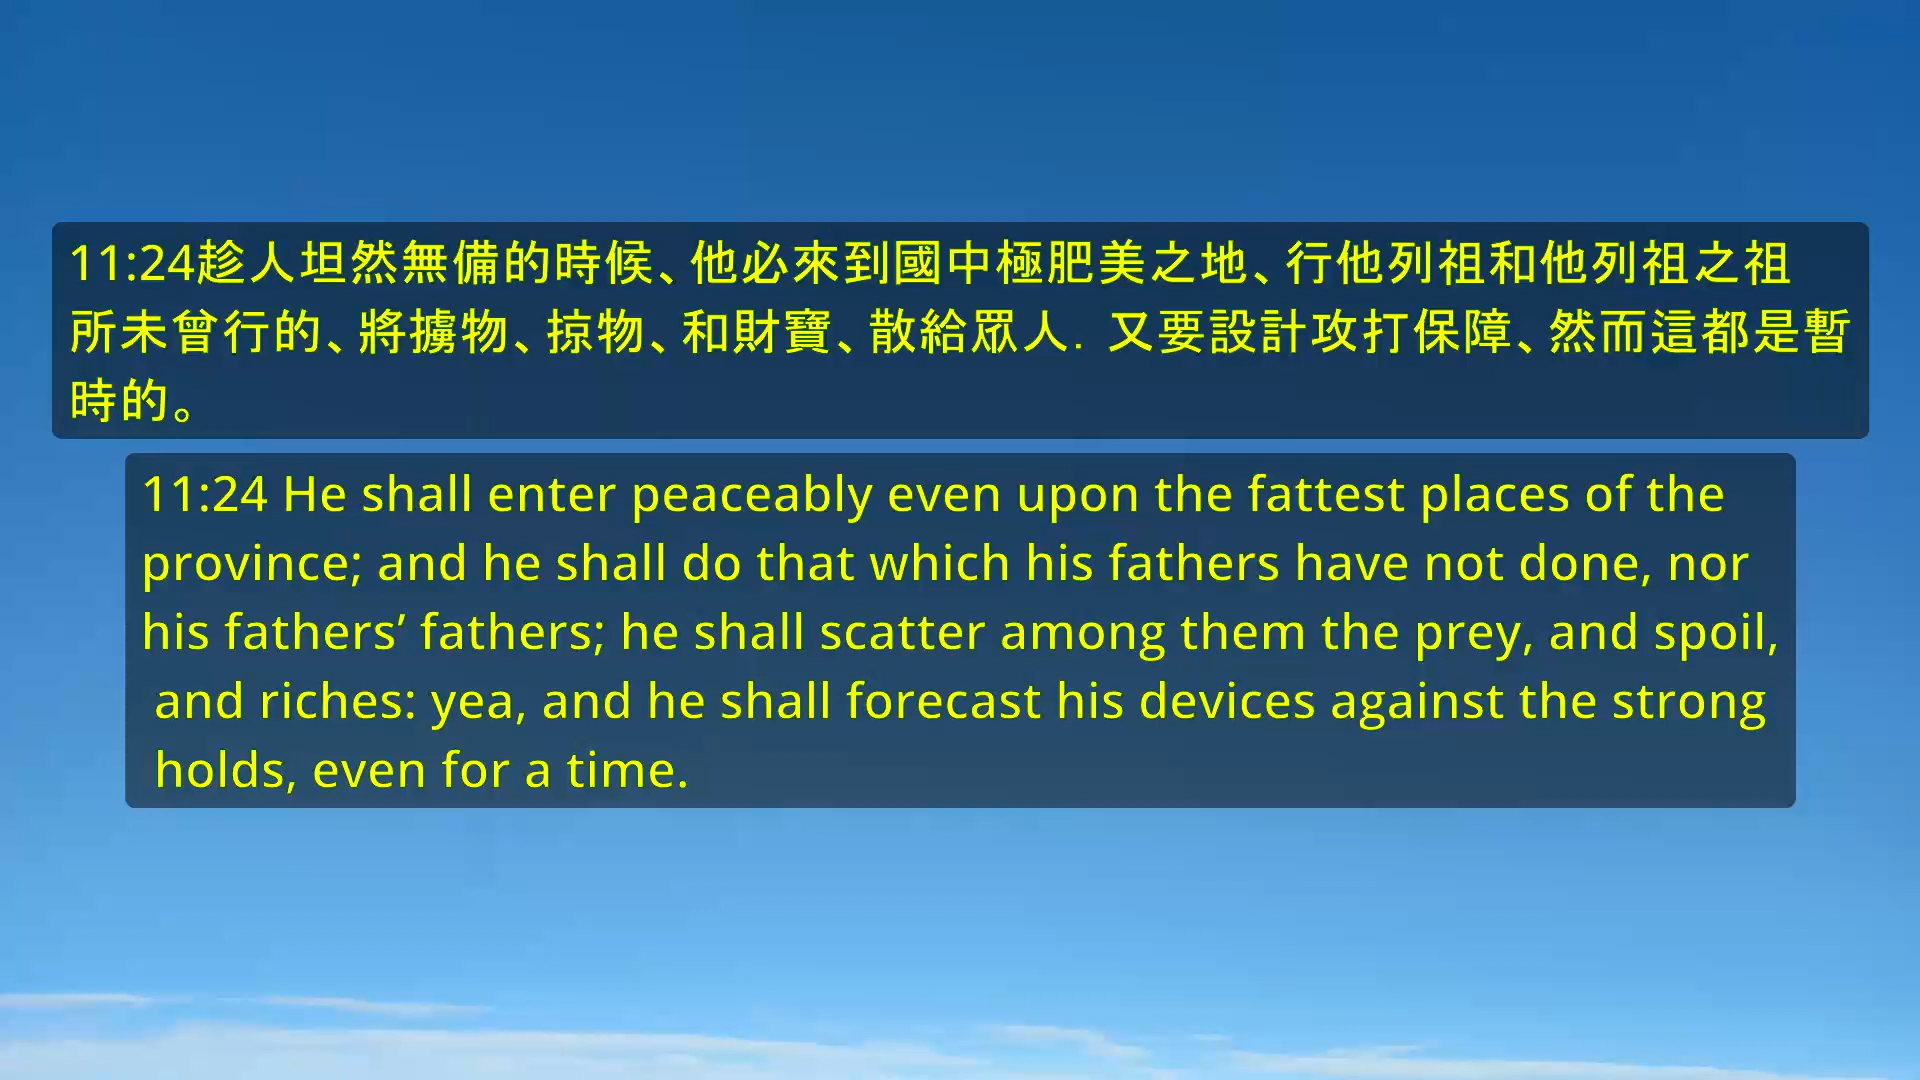 11:24趁人坦然無備的時候、他必來到國中極肥美之地、行他列祖和他列祖之祖
所未曾行的、將擄物、掠物、和財寶、散給眾人．又要設計攻打保障、然而這都是暫
時的。
11:24 He shall enter peaceably even upon the fattest places of the
province; and he shall do that which his fathers have not done, nor
his fathers’ fathers; he shall scatter among them the prey, and spoil,
and riches: yea, and he shall forecast his devices against the strong
holds, even for a time.